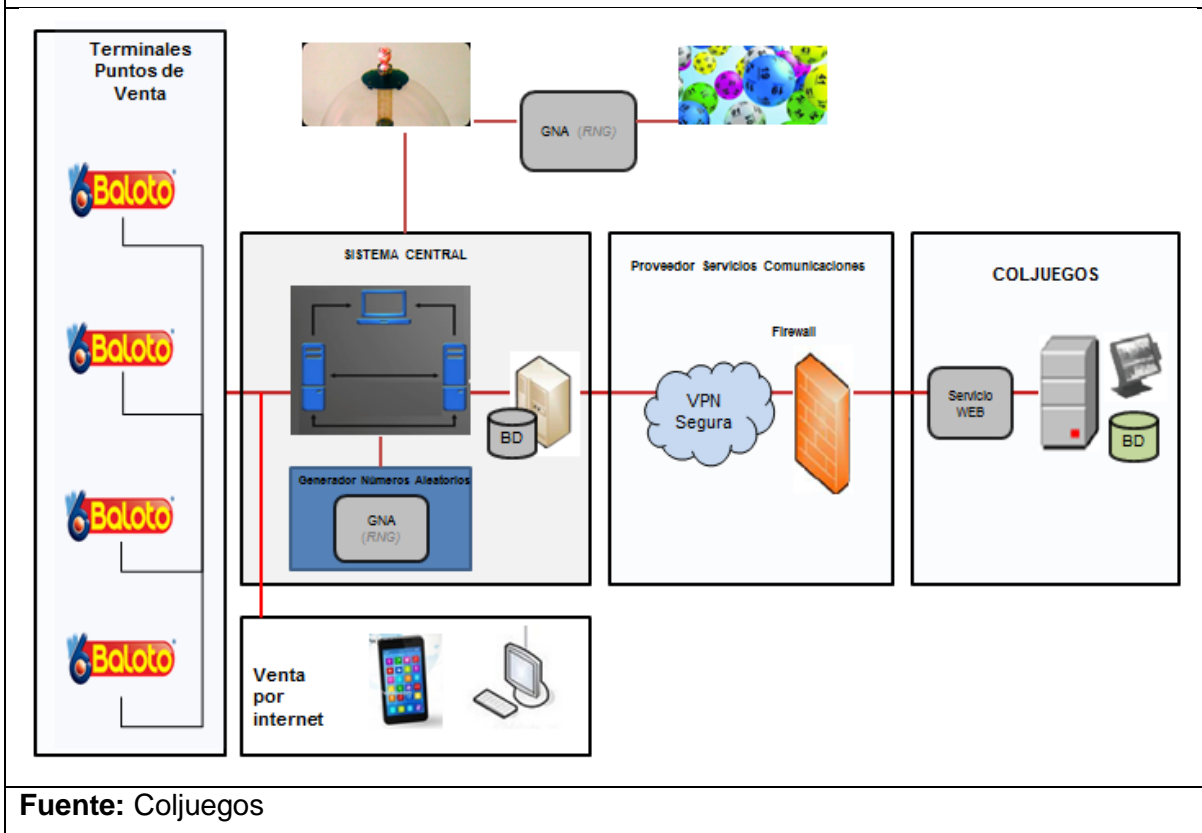 Terminales
Puntos de
Venta
Baloto
Baloto
Baloto
Baloto
GNA (RNG)
SISTEMA CENTRAL
BD
Generador Números Aleatorios
GNA
(RNG)
Venta
por
internet
Proveedor Servicios Comunicaciones
Firewall
VPN
Segura
COLJUEGOS
Servicio
WEB
BD
Fuente: Coljuegos